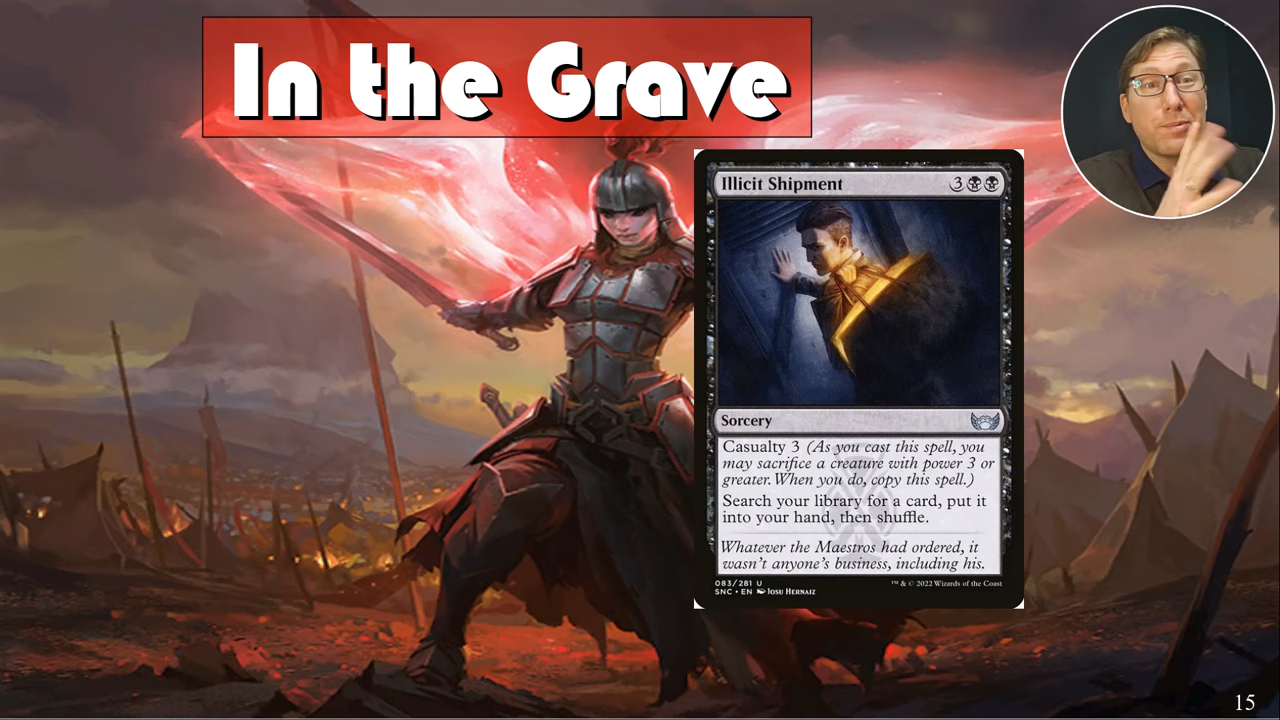 In the Grave
Illicit Shipment 3
Sorcery
Casualty 3 (As you cast this spell, you
may sacrifice a creature with power 3 or
greater. When you do, copy this spell.)
Search your library for a card, put it
into your hand, then shuffle.
Whatever the Maestros had ordered, it
wasn't anyone's business, including his.
083/281 U
SNC • EN Josu Hernaiz
™ & © 2022 Wizards of the Coast
15